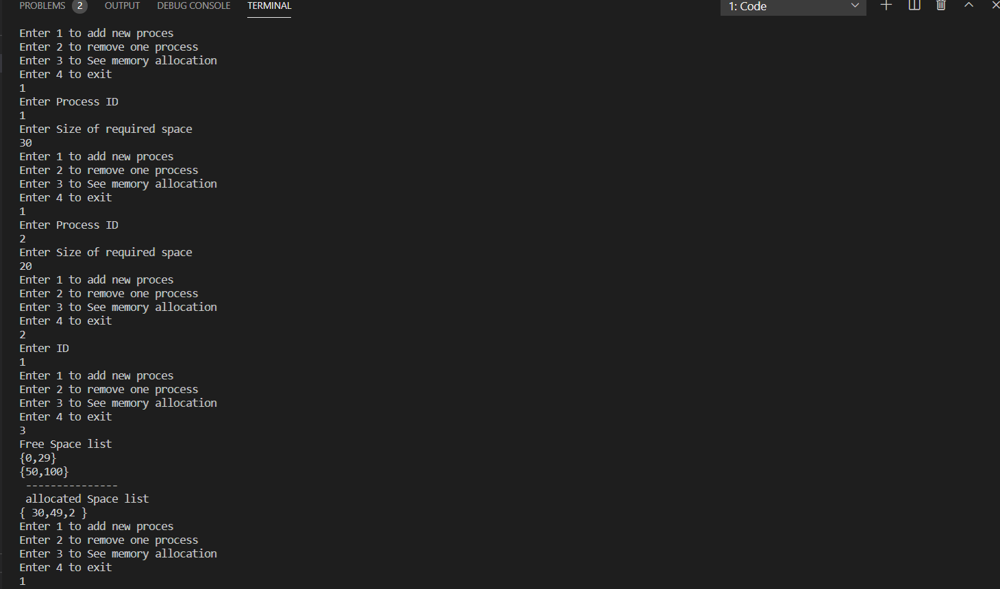 PROBLEMS 2 OUTPUT DEBUG CONSOLE TERMINAL 1: Code
Enter 1 to add new proces
Enter 2 to remove one process
Enter 3 to See memory allocation
Enter 4 to exit
1
Enter Process ID
1
Enter Size of required space
30
Enter 1 to add new proces
Enter 2 to remove one process
Enter 3 to See memory allocation
Enter 4 to exit
1
Enter Process ID
2
Enter Size of required space
20
Enter 1 to add new proces
Enter 2 to remove one process
Enter 3 to See memory allocation
Enter 4 to exit
2
Enter ID
1
Enter 1 to add new proces
Enter 2 to remove one process
Enter 3 to See memory allocation
Enter 4 to exit
3
Free Space list
{0,29}
{50,100}
---------------
allocated Space list
{ 30,49,2 }
Enter 1 to add new proces
Enter 2 to remove one process
Enter 3 to See memory allocation
Enter 4 to exit
1